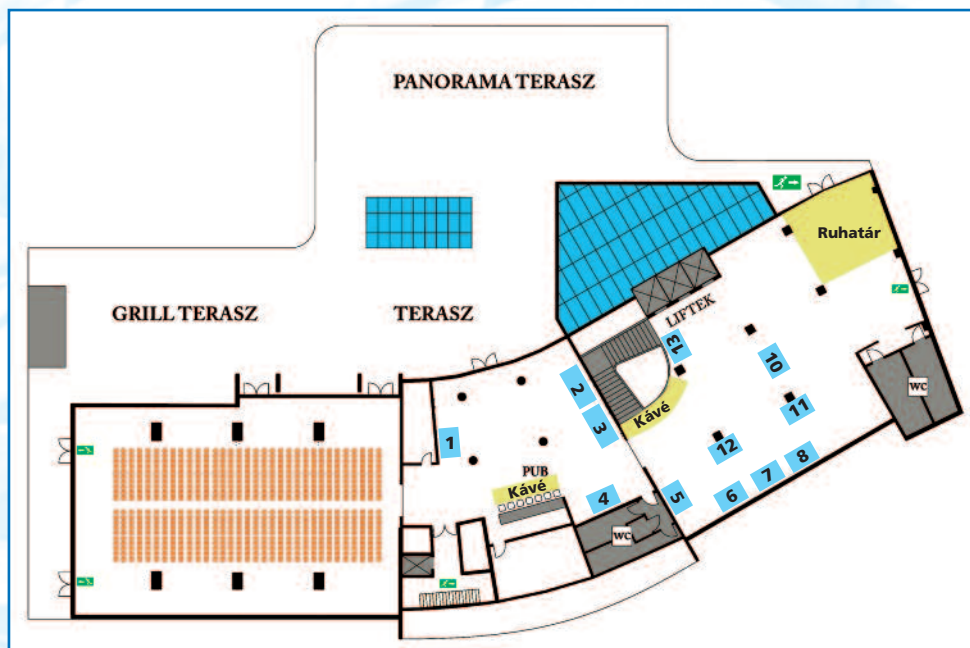 PANORAMA TERASZ
Ruhatár
GRILL TERASZ
TERASZ
LIFTEK
13
10
2
WC
Kávé
11
3
1
12
8
PUB
7
Kávé
6
4
5
WC